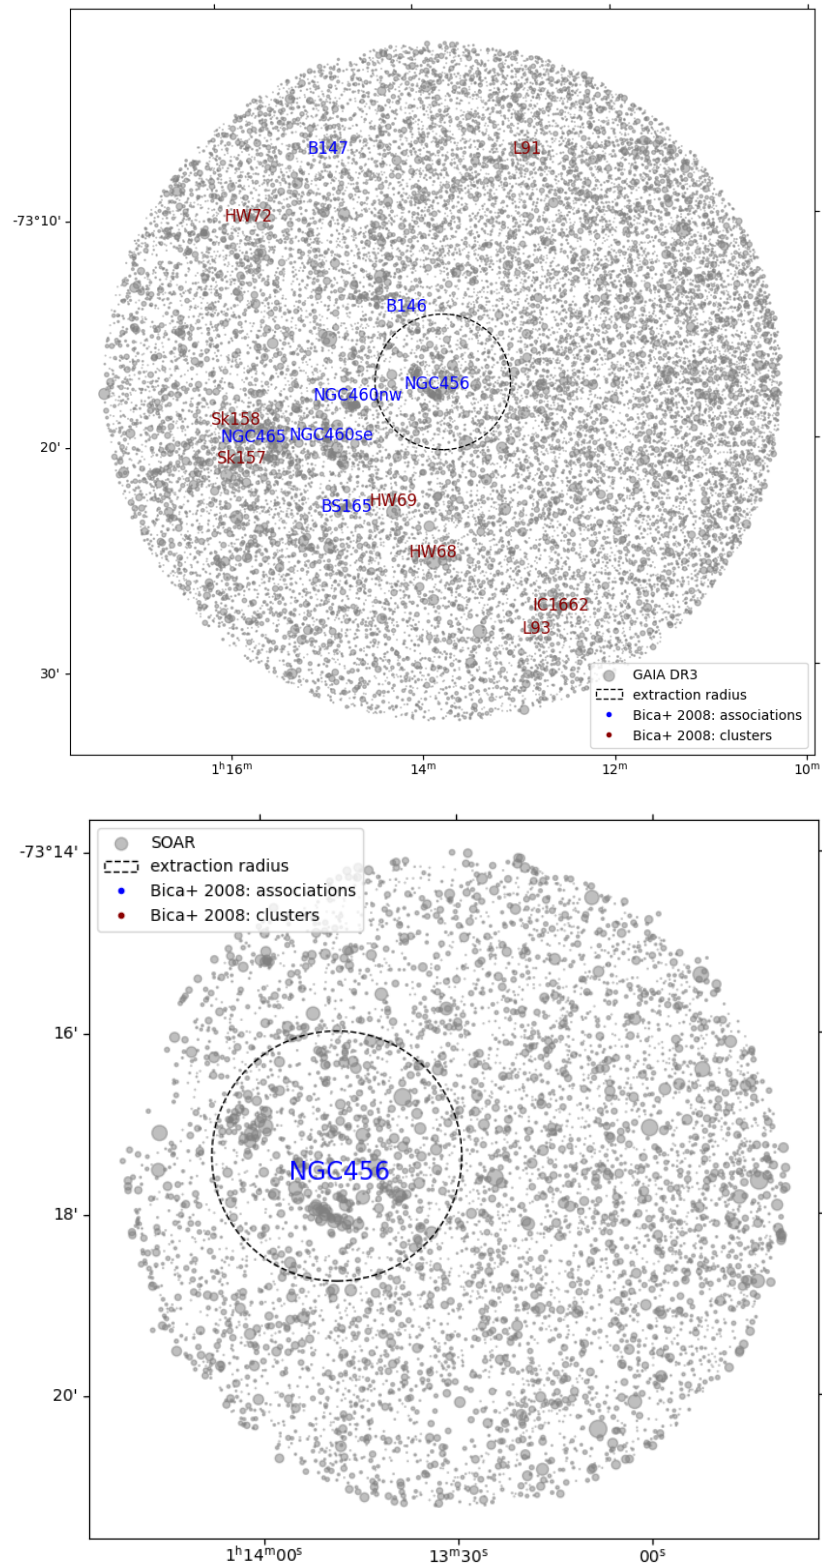 B147
L91
HW72
-73°10'
B146
NGC456
NGC460nw
Sk158
NGC465
NGC460se
20'
Sk157
HW69
BS165
HW68
IC1662
L93
30'
GAIA DR3
extraction radius
Bica+ 2008: associations
Bica+ 2008: clusters
1ʰ16ᵐ
14ᵐ
12ᵐ
10ᵐ
-73°14'
SOAR
extraction radius
Bica+ 2008: associations
Bica+ 2008: clusters
16'
NGC456
18'
20'
1ʰ14ᵐ00ˢ
13ᵐ30ˢ
00ˢ